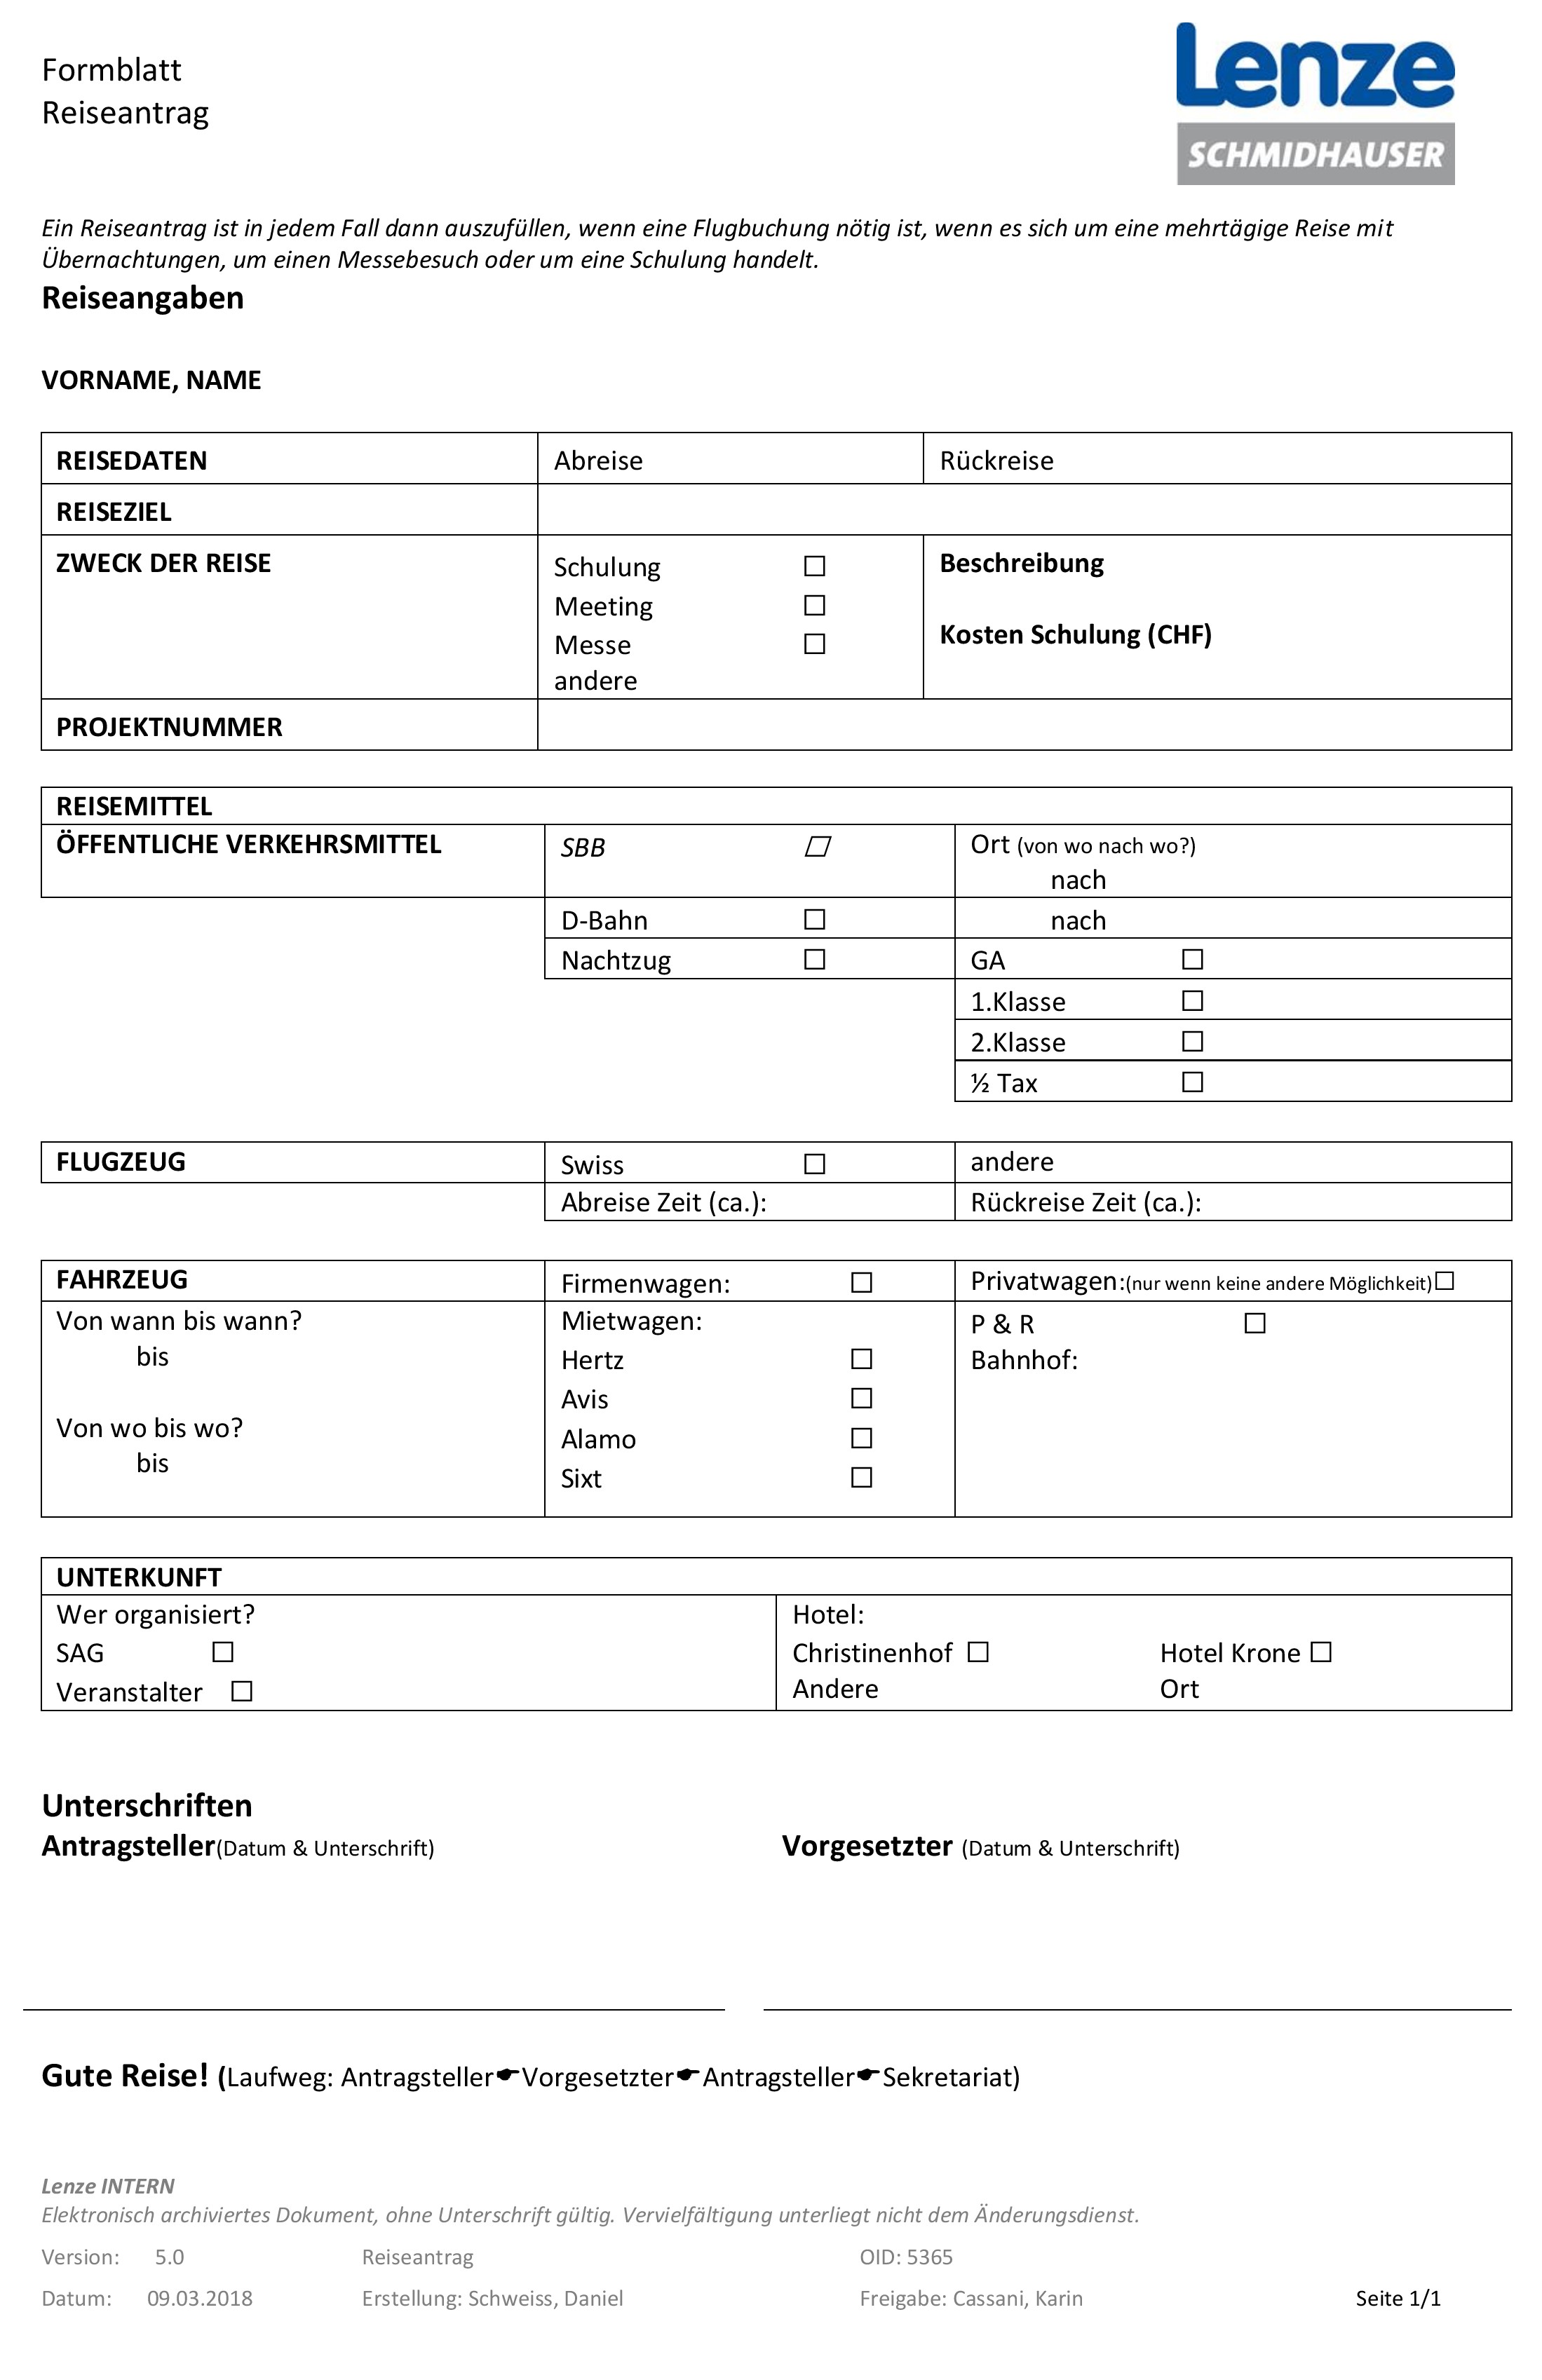 Formblatt
Reiseantrag
Lenze
SCHMIDHAUSER
Ein Reiseantrag ist in jedem Fall dann auszufüllen, wenn eine Flugbuchung nötig ist, wenn es sich um eine mehrtägige Reise mit
Übernachtungen, um einen Messebesuch oder um eine Schulung handelt.
Reiseangaben
VORNAME, NAME
REISEDATEN Abreise Rückreise
REISEZIEL
ZWECK DER REISE Schulung ☐ Beschreibung
Meeting ☐
Kosten Schulung (CHF)
Messe ☐
andere
PROJEKTNUMMER
REISEMITTEL
ÖFFENTLICHE VERKEHRSMITTEL SBB ☐ Ort (von wo nach wo?)
nach
D-Bahn ☐ nach
Nachtzug ☐ GA ☐
1.Klasse ☐
2.Klasse ☐
½ Tax ☐
FLUGZEUG Swiss ☐ andere
Abreise Zeit (ca.): Rückreise Zeit (ca.):
FAHRZEUG Firmenwagen: ☐ Privatwagen:(nur wenn keine andere Möglichkeit)☐
Von wann bis wann? Mietwagen: P & R ☐
bis Hertz ☐ Bahnhof:
Avis ☐
Von wo bis wo? Alamo ☐
bis Sixt ☐
UNTERKUNFT
Wer organisiert? Hotel:
SAG ☐ Christinenhof ☐ Hotel Krone ☐
Veranstalter ☐ Andere Ort
Unterschriften
Antragsteller(Datum & Unterschrift) Vorgesetzter (Datum & Unterschrift)
Gute Reise! (Laufweg: Antragsteller☛Vorgesetzter☛Antragsteller☛Sekretariat)
Lenze INTERN
Elektronisch archiviertes Dokument, ohne Unterschrift gültig. Vervielfältigung unterliegt nicht dem Änderungsdienst.
Version: 5.0 Reiseantrag OID: 5365
Datum: 09.03.2018 Erstellung: Schweiss, Daniel Freigabe: Cassani, Karin Seite 1/1